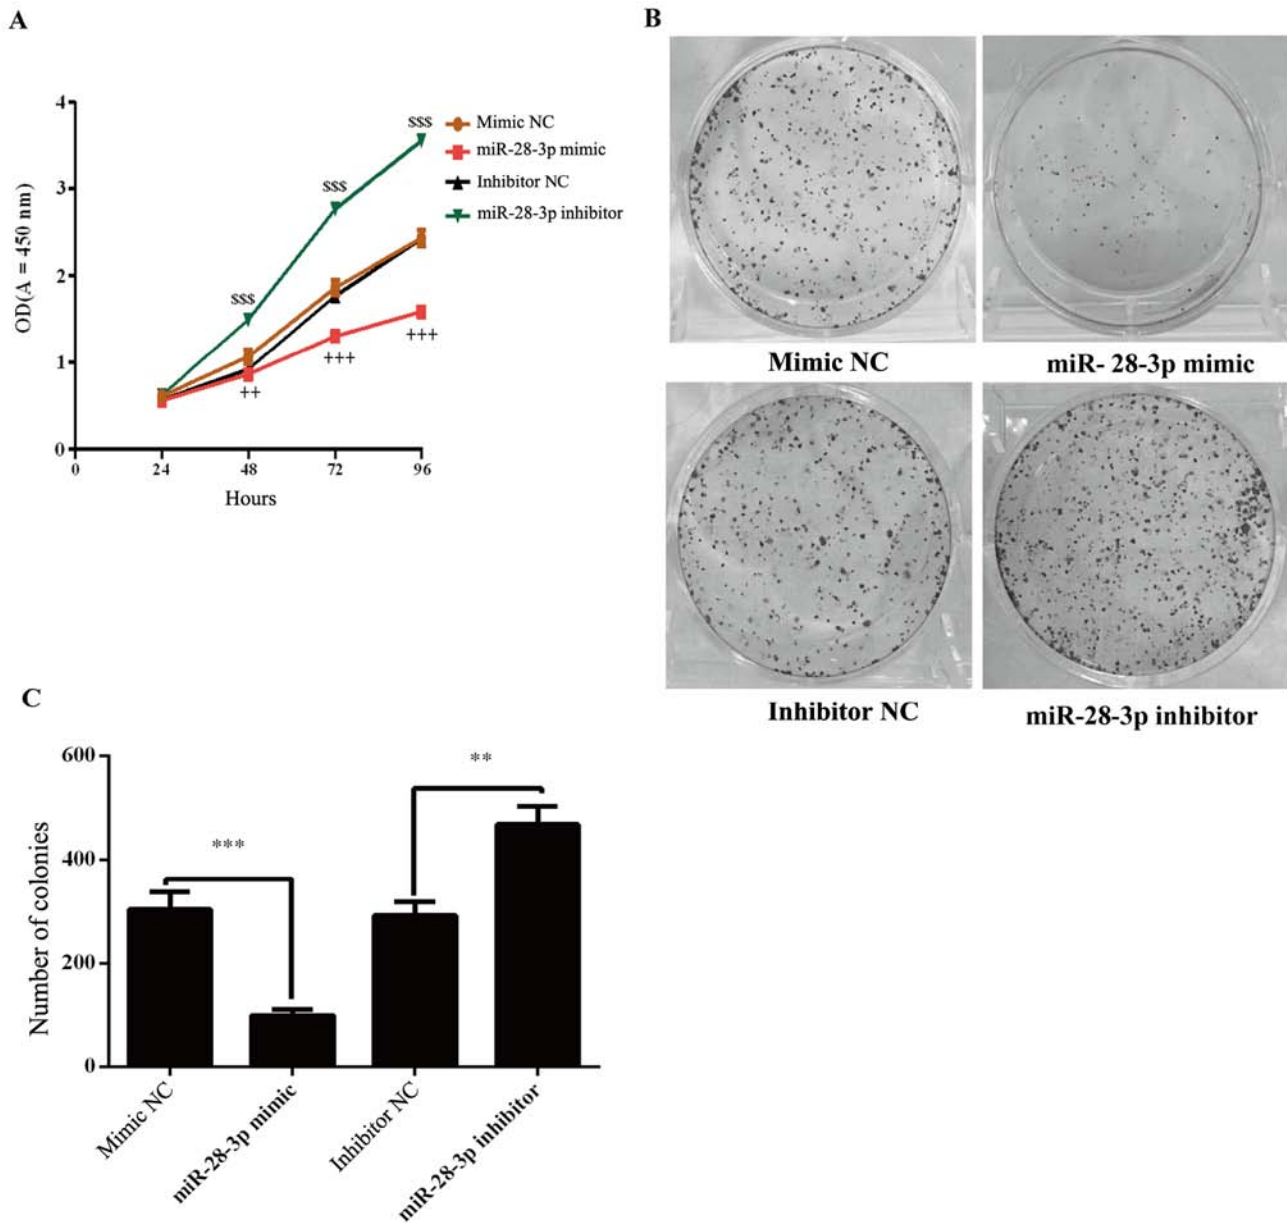 A
4
3
2
1
0
OD(A = 450 nm)
0 24 48 72 96
Hours
$$$
$$$
$$$
++
+++
+++
Mimic NC
miR-28-3p mimic
Inhibitor NC
miR-28-3p inhibitor
B
Mimic NC
miR- 28-3p mimic
Inhibitor NC
miR-28-3p inhibitor
C
600
400
200
0
Number of colonies
***
**
Mimic NC
miR-28-3p mimic
Inhibitor NC
miR-28-3p inhibitor